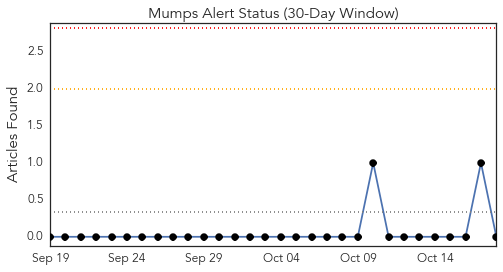 Mumps Alert Status (30-Day Window)
Articles Found
2.5
2.0
1.5
1.0
0.5
0.0
Sep 19 Sep 24 Sep 29 Oct 04 Oct 09 Oct 14